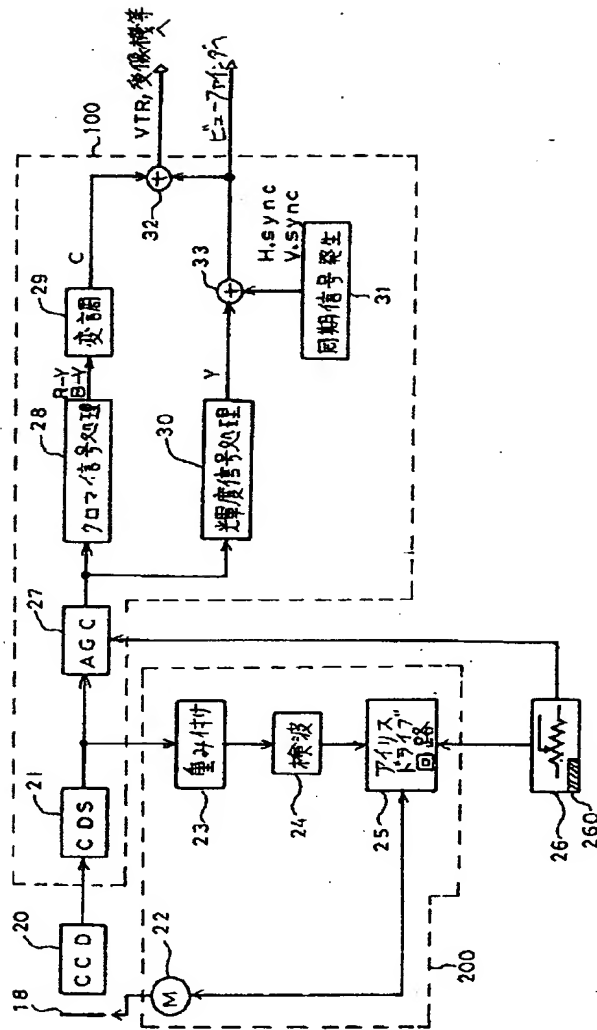 18
20
CCD
21
CDS
22
M
重み付け
23
検波
24
アイリス
ドライブ
回路
25
200
26
260
27
AGC
28
クロマ信号処理
R-Y
B-Y
29
変調
C
30
輝度信号処理
Y
31
同期信号発生
H.sync
V.sync
32
33
100
VTR,受像機等
へ
ビューファインダへ